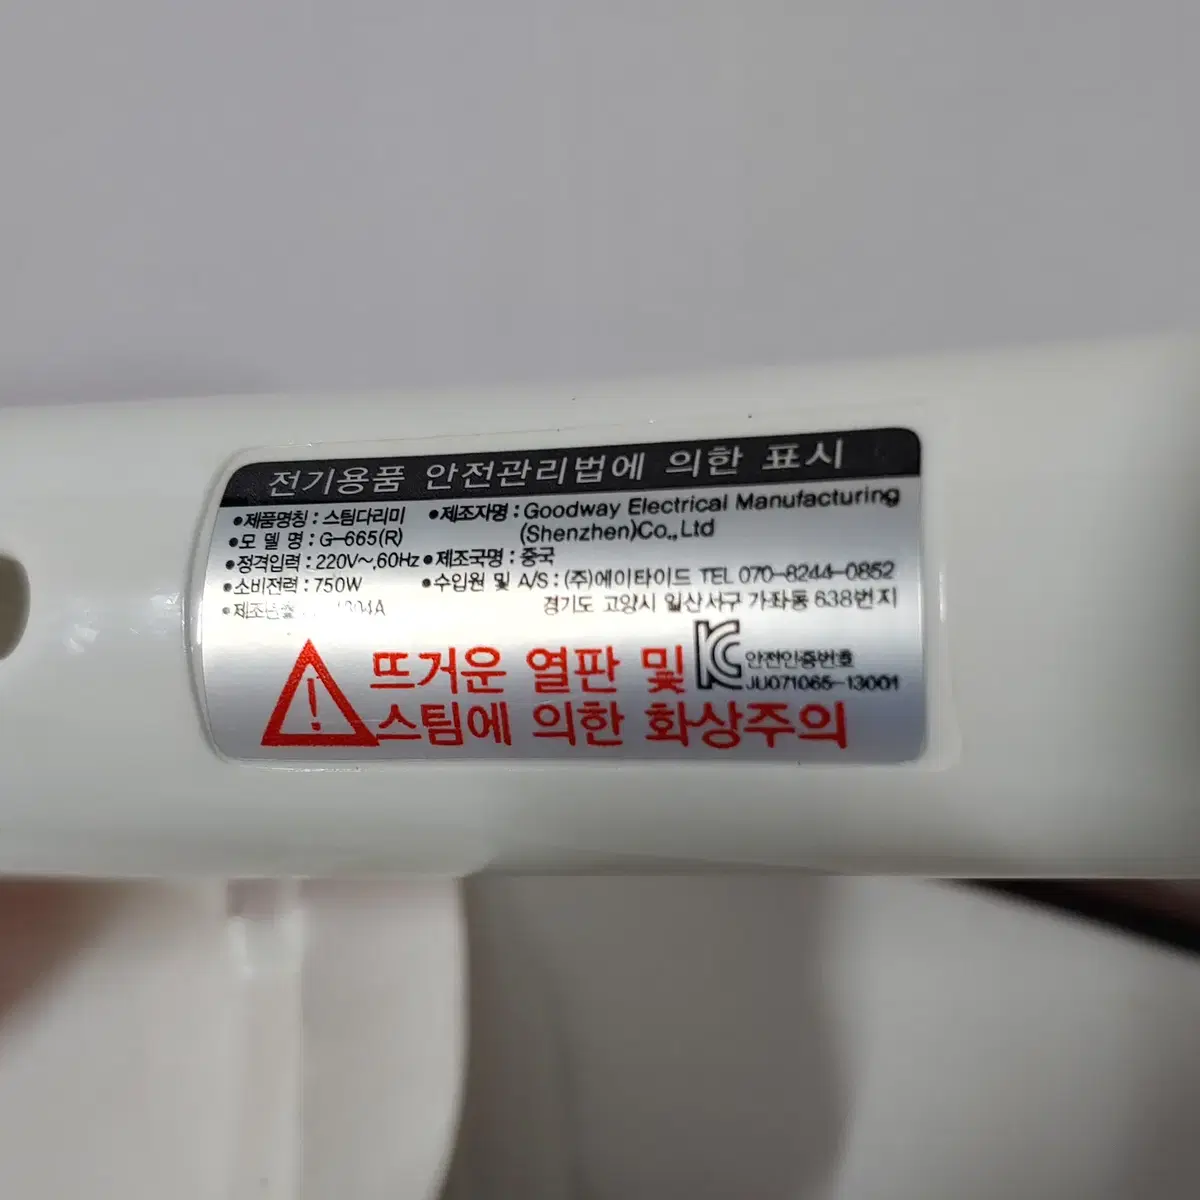 전기용품 안전관리법에 의한 표시
•제품명칭 : 스팀다리미 •제조자명 : Goodway Electrical Manufacturing
•모 델 명 : G-665(R) (Shenzhen)Co.,Ltd
•정격입력 : 220V~,60Hz •제조국명 : 중국
•소비전력 : 750W •수입원 및 A/S : (주)에이타이드 TEL 070-8244-0852
경기도 고양시 일산서구 가좌동 638번지
뜨거운 열판 및
스팀에 의한 화상주의
안전인증번호
JU071065-13001